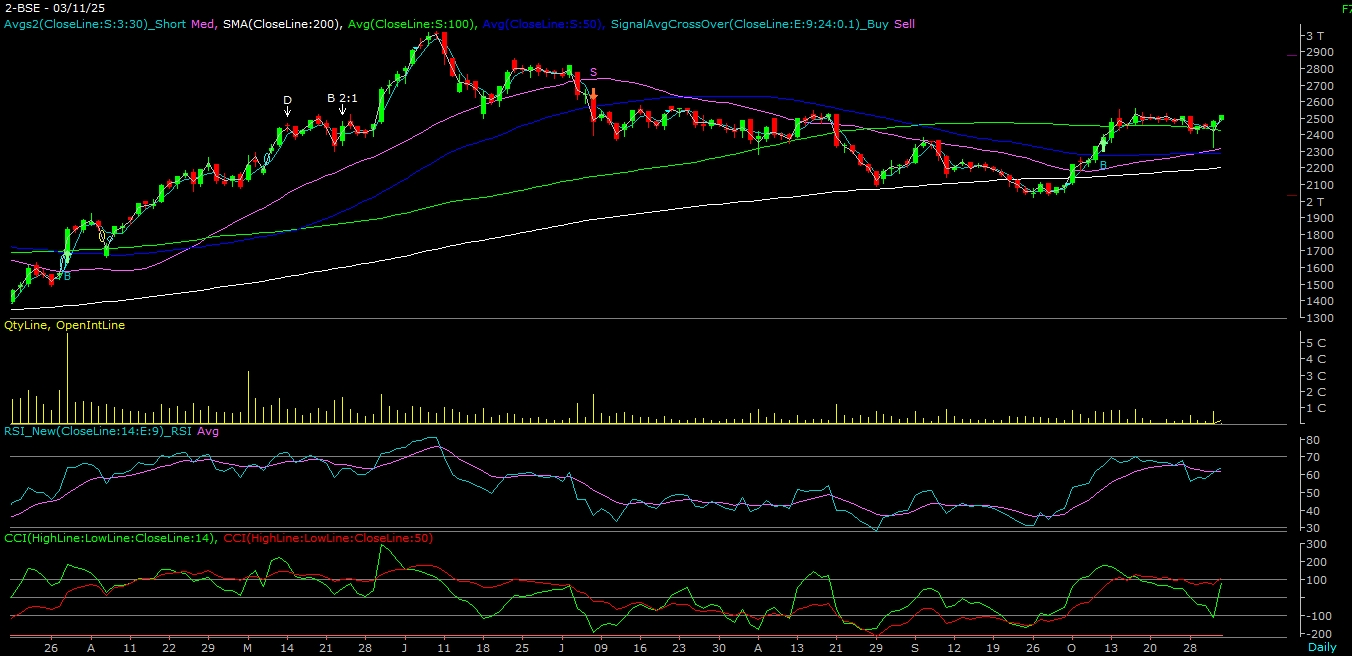 2-BSE - 03/11/25
Avgs2(CloseLine:S:3:30)_Short Med, SMA(CloseLine:200), Avg(CloseLine:S:100), Avg(CloseLine:S:50), SignalAvgCrossOver(CloseLine:E:9:24:0.1)_Buy Sell
3 T
2900
2800
2700
2600
2500
2400
2300
2200
2100
2 T
1900
1800
1700
1600
1500
1400
1300
D
B 2:1
S
B
B
QtyLine, OpenIntLine
5 C
4 C
3 C
2 C
1 C
RSI_New(CloseLine:14:E:9)_RSI Avg
80
70
60
50
40
30
CCI(HighLine:LowLine:CloseLine:14), CCI(HighLine:LowLine:CloseLine:50)
300
200
100
-100
-200
26 A 11 22 29 M 14 21 28 J 11 18 25 J 09 16 23 30 A 13 21 29 S 12 19 26 O 13 20 28 Daily